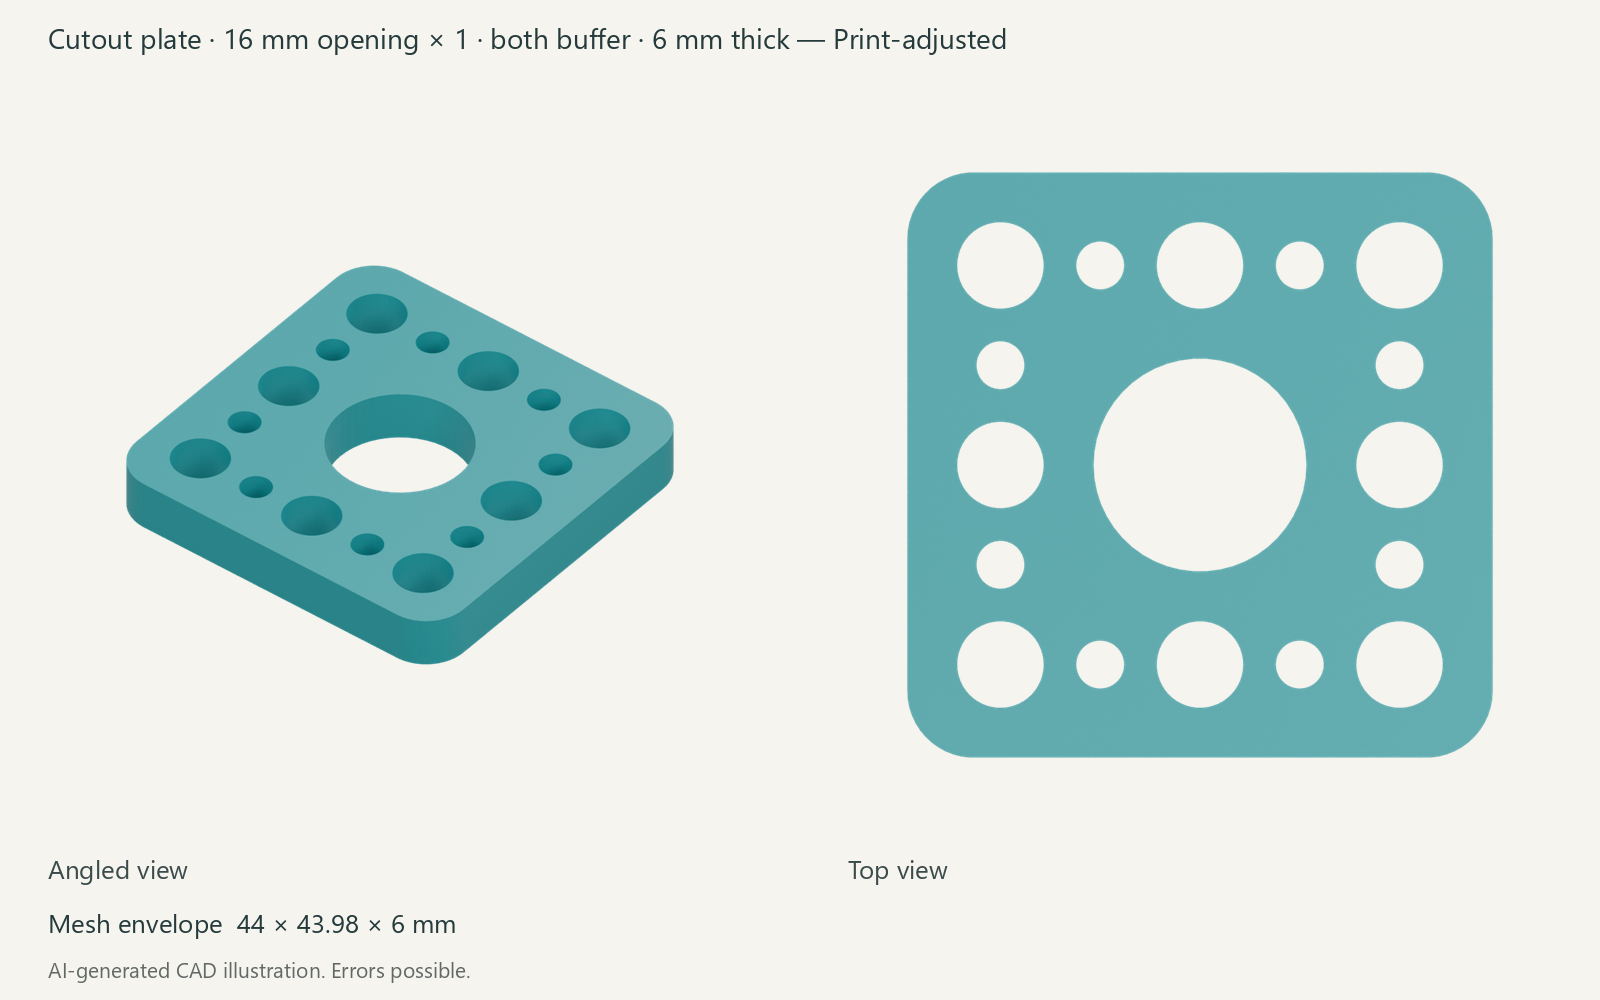 Cutout plate · 16 mm opening × 1 · both buffer · 6 mm thick — Print-adjusted
Angled view
Top view
Mesh envelope  44 × 43.98 × 6 mm
AI-generated CAD illustration. Errors possible.